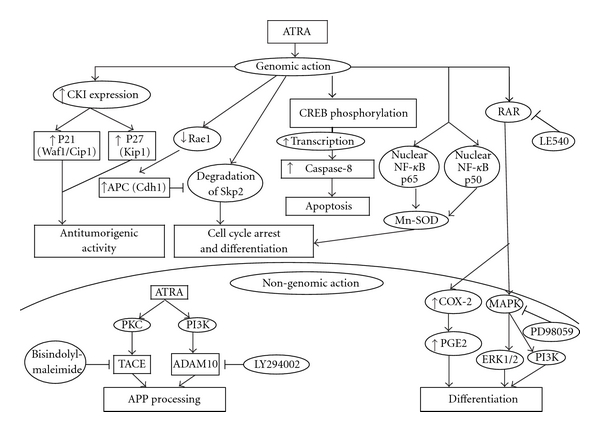 ATRA
Genomic action
↑ CKI expression
CREB phosphorylation
RAR
↑ P21
(Waf1/Cip1)
↑ P27
(Kip1)
↓ Rae1
↑ Transcription
LE540
↑ Caspase-8
Nuclear
NF-κB
p65
Nuclear
NF-κB
p50
↑ APC (Cdh1)
Degradation
of Skp2
Apoptosis
Mn-SOD
Antitumorigenic
activity
Cell cycle arrest
and differentiation
Non-genomic action
ATRA
↑ COX-2
MAPK
PKC
PI3K
PD98059
Bisindolyl-
maleimide
TACE
ADAM10
LY294002
↑ PGE2
ERK1/2
PI3K
APP processing
Differentiation